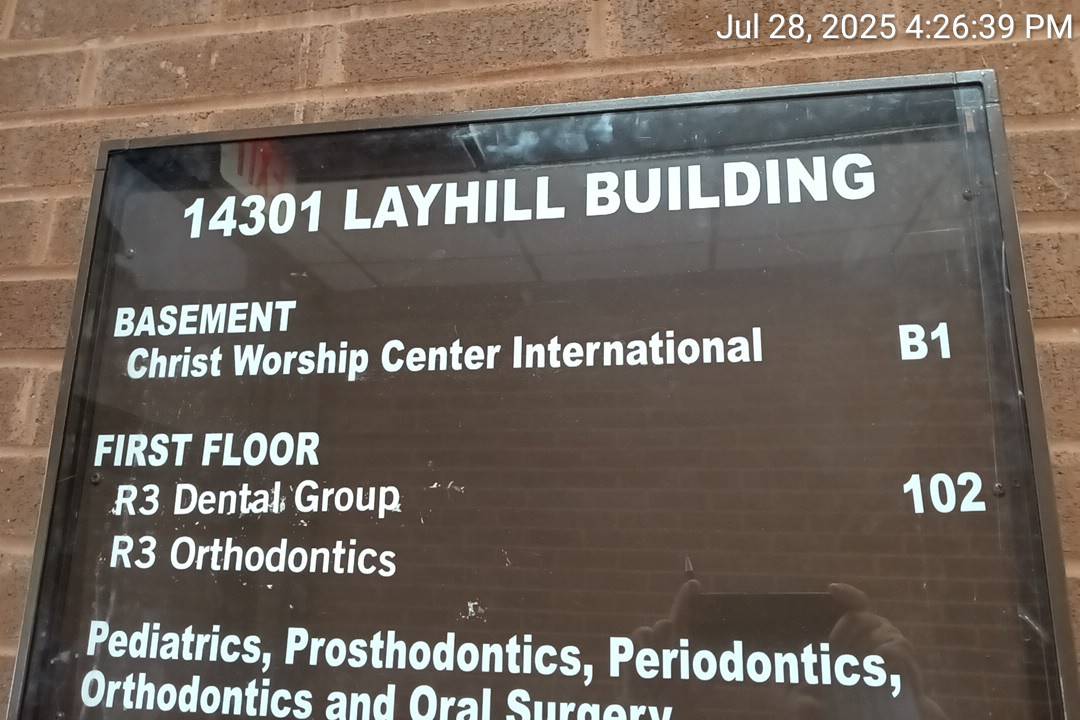 Jul 28, 2025 4:26:39 PM
14301 LAYHILL BUILDING
BASEMENT
Christ Worship Center International B1
FIRST FLOOR
R3 Dental Group 102
R3 Orthodontics
Pediatrics, Prosthodontics, Periodontics,
Orthodontics and Oral Surgery